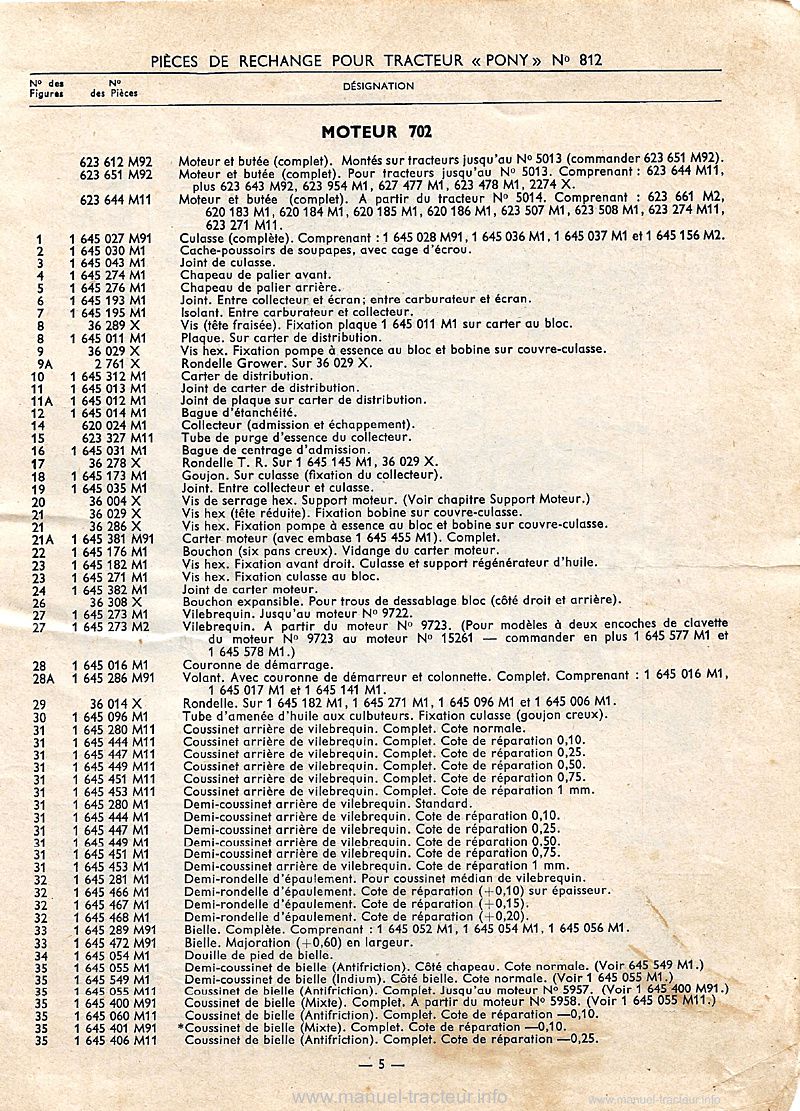 PIÈCES DE RECHANGE POUR TRACTEUR « PONY » Nº 812
Nº des Figures Nº des Pièces DÉSIGNATION
MOTEUR 702
623 612 M92 Moteur et butée (complet). Montés sur tracteurs jusqu'au Nº 5013 (commander 623 651 M92).
623 651 M92 Moteur et butée (complet). Pour tracteurs jusqu'au Nº 5013. Comprenant : 623 644 M11,
plus 623 643 M92, 623 954 M1, 627 477 M1, 623 478 M1, 2274 X.
623 644 M11 Moteur et butée (complet). A partir du tracteur Nº 5014. Comprenant : 623 661 M2,
620 183 M1, 620 184 M1, 620 185 M1, 620 186 M1, 623 507 M1, 623 508 M1, 623 274 M11,
623 271 M11.
1 1 645 027 M91 Culasse (complète). Comprenant : 1 645 028 M91, 1 645 036 M1, 1 645 037 M1 et 1 645 156 M2.
2 1 645 030 M1 Cache-poussoirs de soupapes, avec cage d'écrou.
3 1 645 043 M1 Joint de culasse.
4 1 645 274 M1 Chapeau de palier avant.
5 1 645 276 M1 Chapeau de palier arrière.
6 1 645 193 M1 Joint. Entre collecteur et écran; entre carburateur et écran.
7 1 645 195 M1 Isolant. Entre carburateur et collecteur.
8 36 289 X Vis (tête fraisée). Fixation plaque 1 645 011 M1 sur carter au bloc.
8 1 645 011 M1 Plaque. Sur carter de distribution.
9 36 029 X Vis hex. Fixation pompe à essence au bloc et bobine sur couvre-culasse.
9A 2 761 X Rondelle Grower. Sur 36 029 X.
10 1 645 312 M1 Carter de distribution.
11 1 645 013 M1 Joint de carter de distribution.
11A 1 645 012 M1 Joint de plaque sur carter de distribution.
12 1 645 014 M1 Bague d'étanchéité.
14 620 024 M1 Collecteur (admission et échappement).
15 623 327 M11 Tube de purge d'essence du collecteur.
16 1 645 031 M1 Bague de centrage d'admission.
17 36 278 X Rondelle T. R. Sur 1 645 145 M1, 36 029 X.
18 1 645 173 M1 Goujon. Sur culasse (fixation du collecteur).
19 1 645 035 M1 Joint. Entre collecteur et culasse.
20 36 004 X Vis de serrage hex. Support moteur. (Voir chapitre Support Moteur.)
21 36 029 X Vis hex (tête réduite). Fixation bobine sur couvre-culasse.
21 36 286 X Vis hex. Fixation pompe à essence au bloc et bobine sur couvre-culasse.
21A 1 645 381 M91 Carter moteur (avec embase 1 645 455 M1). Complet.
22 1 645 176 M1 Bouchon (six pans creux). Vidange du carter moteur.
23 1 645 182 M1 Vis hex. Fixation avant droit. Culasse et support régénérateur d'huile.
23 1 645 271 M1 Vis hex. Fixation culasse au bloc.
24 1 645 382 M1 Joint de carter moteur.
26 36 308 X Bouchon expansible. Pour trous de dessablage bloc (côté droit et arrière).
27 1 645 273 M1 Vilebrequin. Jusqu'au moteur Nº 9722.
27 1 645 273 M2 Vilebrequin. A partir du moteur Nº 9723. (Pour modèles à deux encoches de clavette
du moteur Nº 9723 au moteur Nº 15261 — commander en plus 1 645 577 M1 et
1 645 578 M1.)
28 1 645 016 M1 Couronne de démarrage.
28A 1 645 286 M91 Volant. Avec couronne de démarreur et colonnette. Complet. Comprenant : 1 645 016 M1,
1 645 017 M1 et 1 645 141 M1.
29 36 014 X Rondelle. Sur 1 645 182 M1, 1 645 271 M1, 1 645 096 M1 et 1 645 006 M1.
30 1 645 096 M1 Tube d'amenée d'huile aux culbuteurs. Fixation culasse (goujon creux).
31 1 645 280 M11 Coussinet arrière de vilebrequin. Complet. Cote normale.
31 1 645 444 M11 Coussinet arrière de vilebrequin. Complet. Cote de réparation 0,10.
31 1 645 447 M11 Coussinet arrière de vilebrequin. Complet. Cote de réparation 0,25.
31 1 645 449 M11 Coussinet arrière de vilebrequin. Complet. Cote de réparation 0,50.
31 1 645 451 M11 Coussinet arrière de vilebrequin. Complet. Cote de réparation 0,75.
31 1 645 453 M11 Coussinet arrière de vilebrequin. Complet. Cote de réparation 1 mm.
31 1 645 280 M1 Demi-coussinet arrière de vilebrequin. Standard.
31 1 645 444 M1 Demi-coussinet arrière de vilebrequin. Cote de réparation 0,10.
31 1 645 447 M1 Demi-coussinet arrière de vilebrequin. Cote de réparation 0,25.
31 1 645 449 M1 Demi-coussinet arrière de vilebrequin. Cote de réparation 0,50.
31 1 645 451 M1 Demi-coussinet arrière de vilebrequin. Cote de réparation 0,75.
31 1 645 453 M1 Demi-coussinet arrière de vilebrequin. Cote de réparation 1 mm.
32 1 645 281 M1 Demi-rondelle d'épaulement. Pour coussinet médian de vilebrequin.
32 1 645 466 M1 Demi-rondelle d'épaulement. Cote de réparation (+0,10) sur épaisseur.
32 1 645 467 M1 Demi-rondelle d'épaulement. Cote de réparation (+0,15).
32 1 645 468 M1 Demi-rondelle d'épaulement. Cote de réparation (+0,20).
33 1 645 289 M91 Bielle. Complète. Comprenant : 1 645 052 M1, 1 645 054 M1, 1 645 056 M1.
33 1 645 472 M91 Bielle. Majoration (+0,60) en largeur.
34 1 645 054 M1 Douille de pied de bielle.
35 1 645 055 M1 Demi-coussinet de bielle (Antifriction). Côté chapeau. Cote normale. (Voir 645 549 M1.)
35 1 645 549 M1 Demi-coussinet de bielle (Indium). Côté bielle. Cote normale. (Voir 1 645 055 M1.)
35 1 645 055 M11 Coussinet de bielle (Antifriction). Complet. Jusqu'au moteur Nº 5957. (Voir 1 645 400 M91.)
35 1 645 400 M91 Coussinet de bielle (Mixte). Complet. A partir du moteur Nº 5958. (Voir 1 645 055 M11.)
35 1 645 060 M11 Coussinet de bielle (Antifriction). Complet. Cote de réparation —0,10.
35 1 645 401 M91 *Coussinet de bielle (Mixte). Complet. Cote de réparation —0,10.
35 1 645 406 M11 Coussinet de bielle (Antifriction). Complet. Cote de réparation —0,25.
— 5 —
www.manuel-tracteur.info
www.manuel-tracteur.info